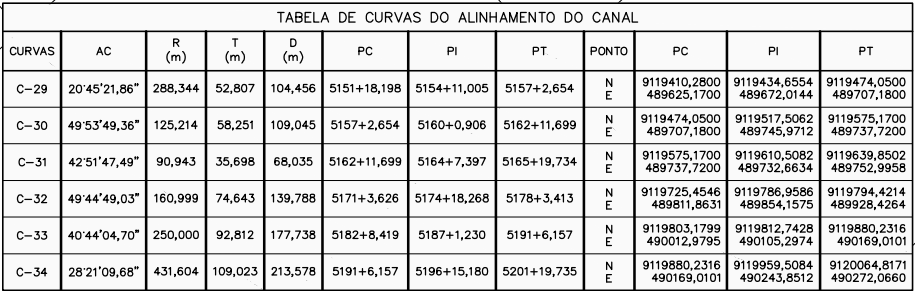 TABELA DE CURVAS DO ALINHAMENTO DO CANAL
CURVAS AC R (m) T (m) D (m) PC PI PT PONTO PC PI PT
C-29 20°45'21,86" 288,344 52,807 104,456 5151+18,198 5154+11,005 5157+2,654 N 9119410,2800 9119434,6554 9119474,0500
E 489625,1700 489672,0144 489707,1800
C-30 49°53'49,36" 125,214 58,251 109,045 5157+2,654 5160+0,906 5162+11,699 N 9119474,0500 9119517,5062 9119575,1700
E 489707,1800 489745,9712 489737,7200
C-31 42°51'47,49" 90,943 35,698 68,035 5162+11,699 5164+7,397 5165+19,734 N 9119575,1700 9119610,5082 9119639,8502
E 489737,7200 489732,6634 489752,9958
C-32 49°44'49,03" 160,999 74,643 139,788 5171+3,626 5174+18,268 5178+3,413 N 9119725,4546 9119786,9586 9119794,4214
E 489811,8631 489854,1575 489928,4264
C-33 40°44'04,70" 250,000 92,812 177,738 5182+8,419 5187+1,230 5191+6,157 N 9119803,1799 9119812,7428 9119880,2316
E 490012,9795 490105,2974 490169,0101
C-34 28°21'09,68" 431,604 109,023 213,578 5191+6,157 5196+15,180 5201+19,735 N 9119880,2316 9119959,5084 9120064,8171
E 490169,0101 490243,8512 490272,0660